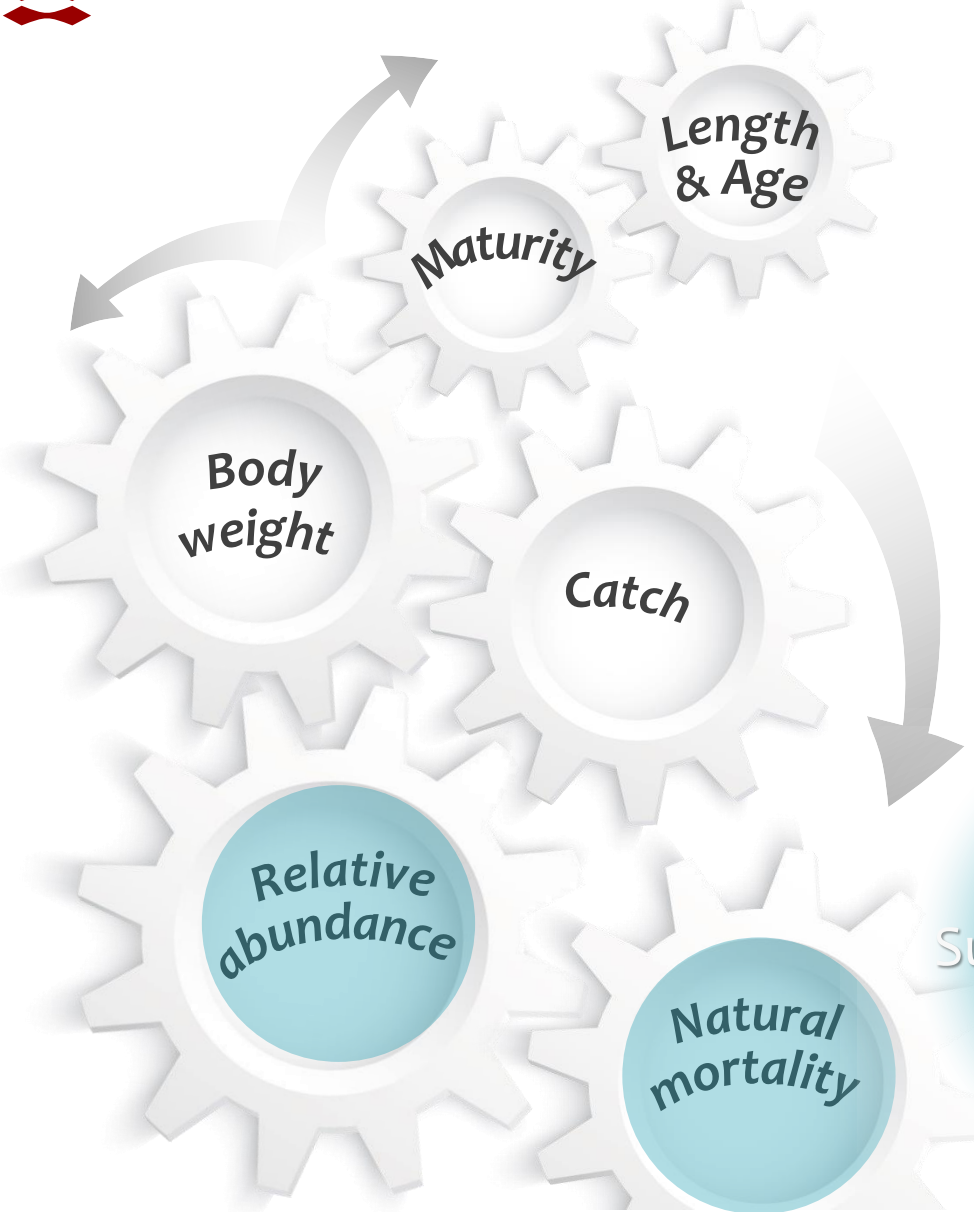 Length
& Age
Maturity
Body
weight
Catch
Relative
abundance
Natural
mortality